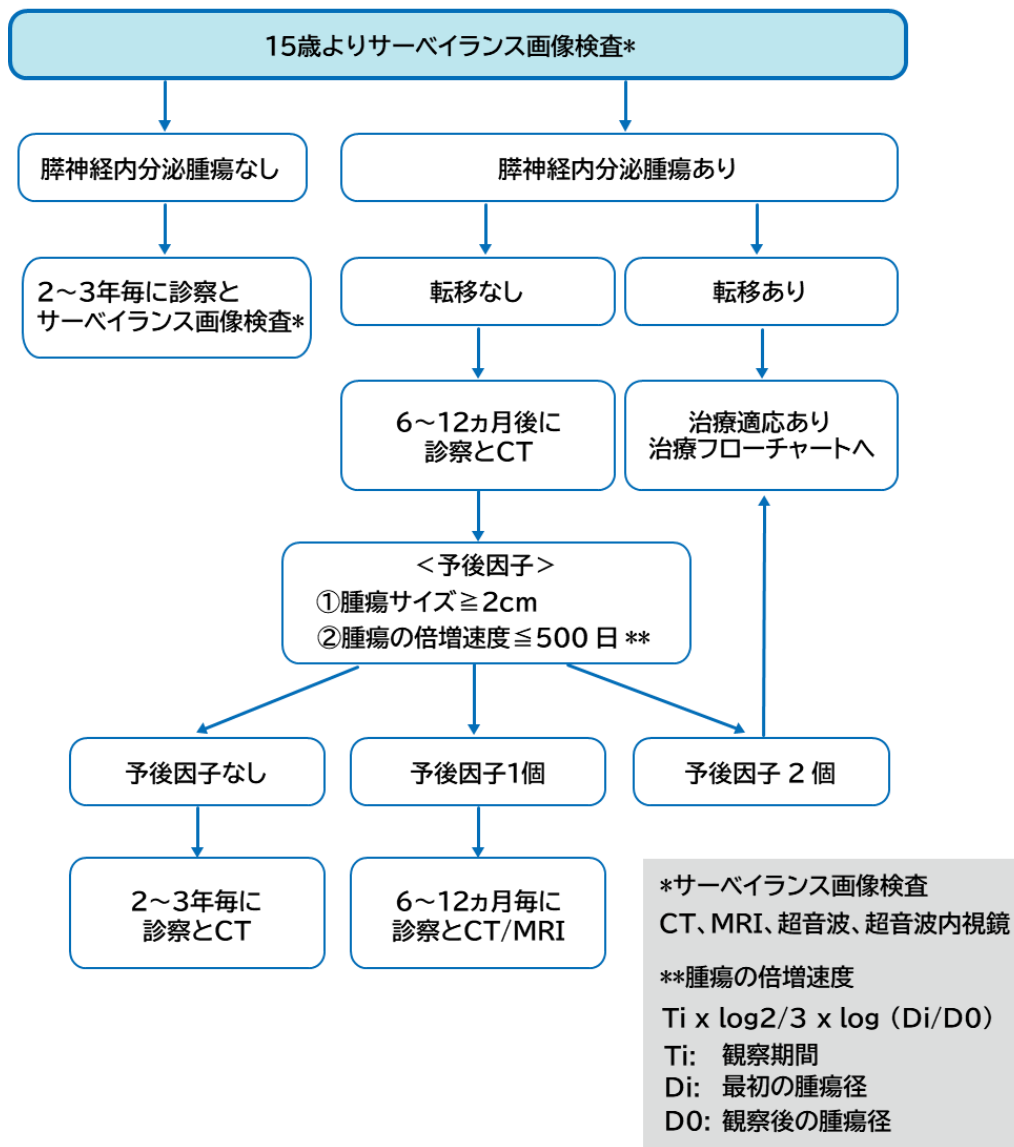 15歳よりサーベイランス画像検査*
膵神経内分泌腫瘍なし
膵神経内分泌腫瘍あり
2～3年毎に診察と
サーベイランス画像検査*
転移なし
転移あり
6～12ヵ月後に
診察とCT
治療適応あり
治療フローチャートへ
＜予後因子＞
①腫瘍サイズ≧2cm
②腫瘍の倍増速度≦500 日 **
予後因子なし
予後因子1個
予後因子 2 個
2～3年毎に
診察とCT
6～12ヵ月毎に
診察とCT/MRI
*サーベイランス画像検査
CT、MRI、超音波、超音波内視鏡
**腫瘍の倍増速度
Ti x log2/3 x log（Di/D0）
Ti: 観察期間
Di: 最初の腫瘍径
D0: 観察後の腫瘍径